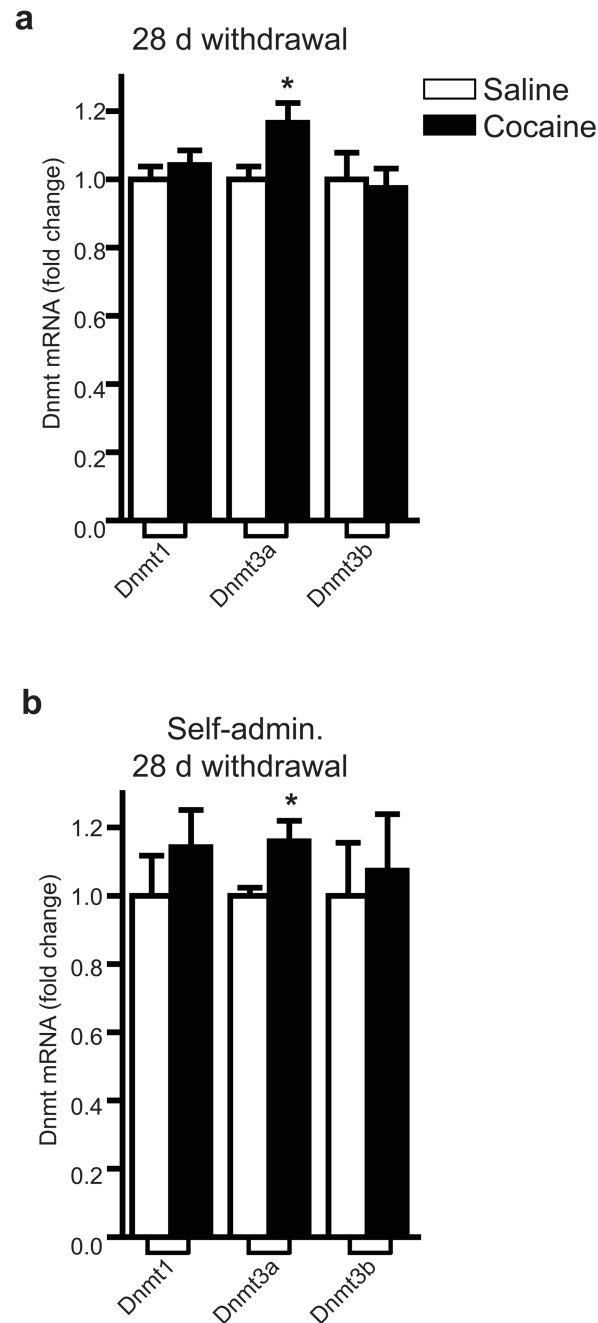 a
28 d withdrawal
*
Saline
Cocaine
Dnmt mRNA (fold change)
1.2
1.0
0.8
0.6
0.4
0.2
0.0
Dnmt1
Dnmt3a
Dnmt3b
b
Self-admin.
28 d withdrawal
*
Dnmt mRNA (fold change)
1.2
1.0
0.8
0.6
0.4
0.2
0.0
Dnmt1
Dnmt3a
Dnmt3b